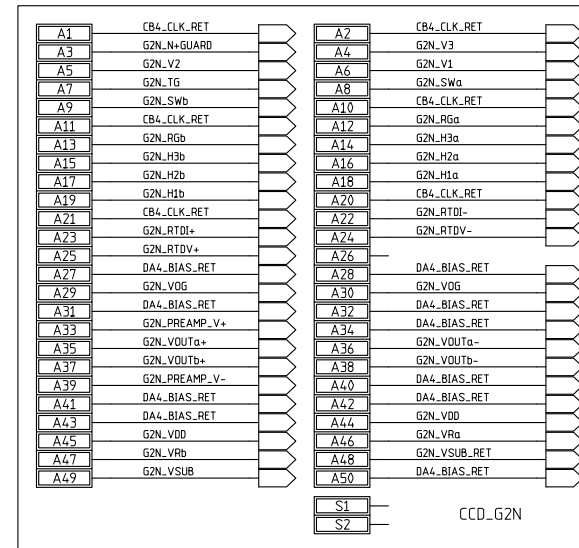 A1 CB4_CLK_RET A2 CB4_CLK_RET
A3 G2N_N+GUARD A4 G2N_V3
A5 G2N_V2 A6 G2N_V1
A7 G2N_TG A8 G2N_SWa
A9 G2N_SWb A10 CB4_CLK_RET
A11 CB4_CLK_RET A12 G2N_RGa
A13 G2N_RGb A14 G2N_H3a
A15 G2N_H3b A16 G2N_H2a
A17 G2N_H2b A18 G2N_H1a
A19 G2N_H1b A20 CB4_CLK_RET
A21 CB4_CLK_RET A22 G2N_RTDI-
A23 G2N_RTDI+ A24 G2N_RTDV-
A25 G2N_RTDV+ A26
A27 DA4_BIAS_RET A28 DA4_BIAS_RET
A29 G2N_VOG A30 G2N_VOG
A31 DA4_BIAS_RET A32 DA4_BIAS_RET
A33 G2N_PREAMP_V+ A34 DA4_BIAS_RET
A35 G2N_VOUTa+ A36 G2N_VOUTa-
A37 G2N_VOUTb+ A38 G2N_VOUTb-
A39 G2N_PREAMP_V- A40 DA4_BIAS_RET
A41 DA4_BIAS_RET A42 DA4_BIAS_RET
A43 DA4_BIAS_RET A44 G2N_VDD
A45 G2N_VDD A46 G2N_VRa
A47 G2N_VRb A48 G2N_VSUB_RET
A49 G2N_VSUB A50 DA4_BIAS_RET
S1
S2 CCD_G2N